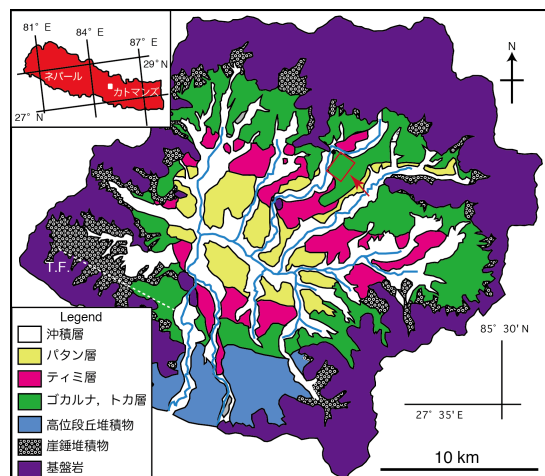 81° E
84° E
87° E
29° N
ネパール
カトマンズ
27° N
N
T.F.
Legend
沖積層
パタン層
ティミ層
ゴカルナ，トカ層
高位段丘堆積物
崖錘堆積物
基盤岩
85° 30' N
27° 35' E
10 km